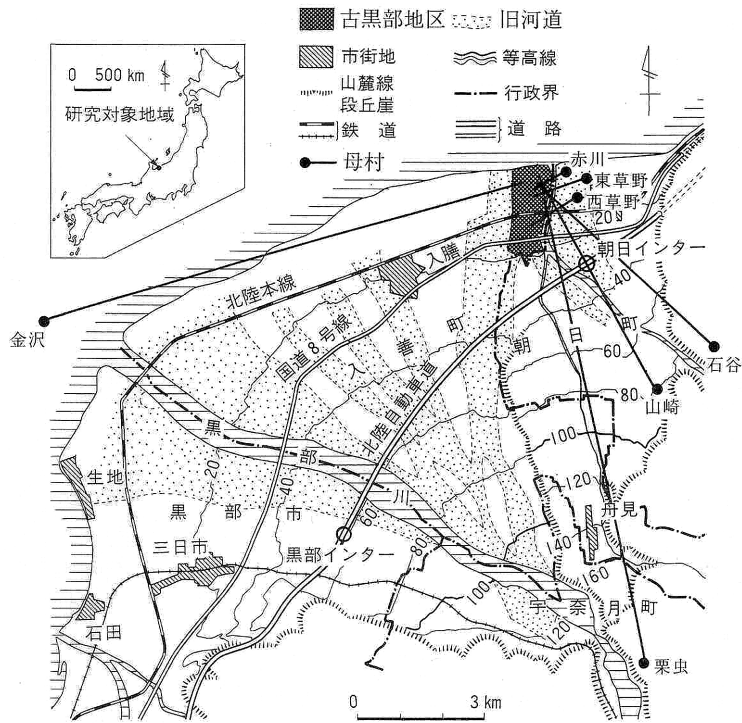 古黒部地区
旧河道
市街地
等高線
山麓線
段丘崖
行政界
鉄道
道路
母村
0 500 km
研究対象地域
赤川
東草野
西草野
20
朝日インター
40
入膳
北陸本線
国道8号線
入善町
朝日町
金沢
60
石谷
山崎
80
北陸自動車道
100
黒部川
生地
20
40
120
舟見
黒部市
60
三日市
黒部インター
80
140
160
100
宇奈月町
石田
120
栗虫
0 3 km